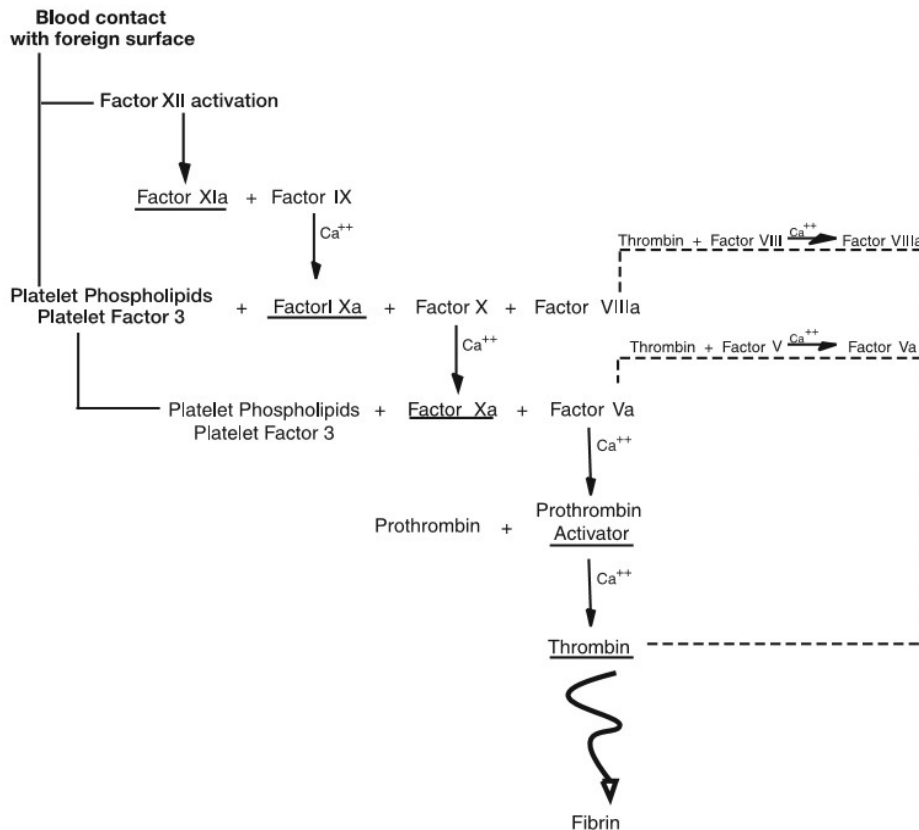 Blood contact
with foreign surface
Factor XII activation
Factor XIa + Factor IX
Ca++
Thrombin + Factor VIII Ca++ Factor VIIIa
Platelet Phospholipids
Platelet Factor 3
+ FactorI Xa + Factor X + Factor VIIIa
Ca++
Thrombin + Factor V Ca++ Factor Va
Platelet Phospholipids + Factor Xa + Factor Va
Platelet Factor 3
Ca++
Prothrombin + Prothrombin
Activator
Ca++
Thrombin
Fibrin